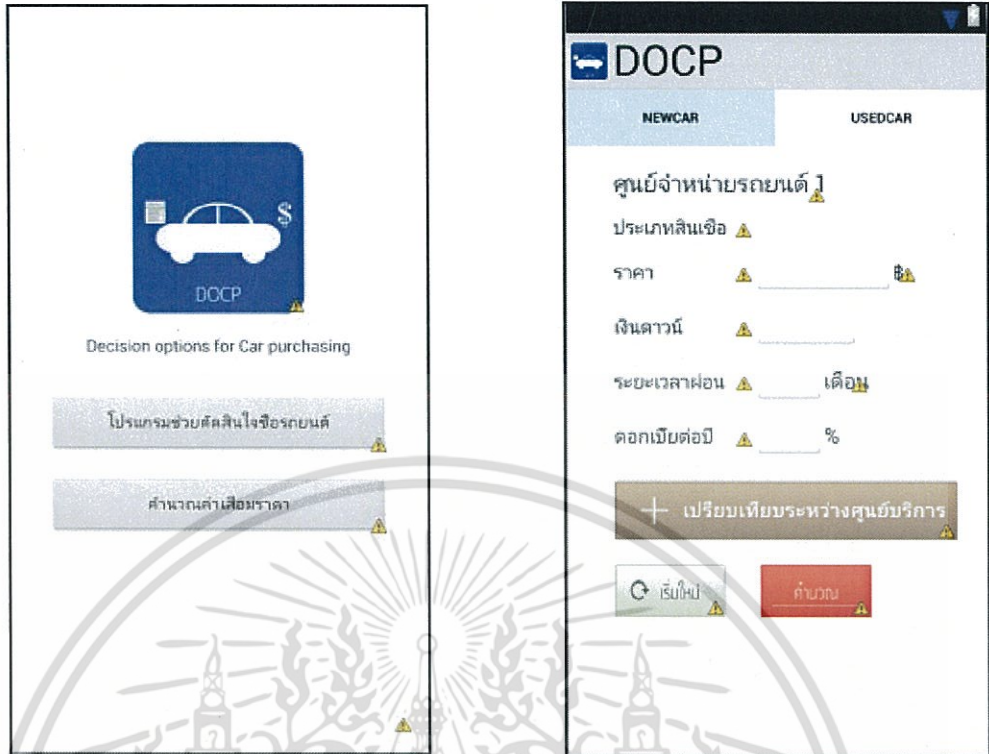 DOCP
Decision options for Car purchasing
โปรแกรมช่วยตัดสินใจซื้อรถยนต์
คำนวณค่าเสื่อมราคา
DOCP
NEWCAR
USEDCAR
ศูนย์จำหน่ายรถยนต์ 1
ประเภทสินเชื่อ
ราคา ฿
เงินดาวน์
ระยะเวลาผ่อน เดือน
ดอกเบี้ยต่อปี %
+ เปรียบเทียบระหว่างศูนย์บริการ
เริ่มใหม่
คำนวณ